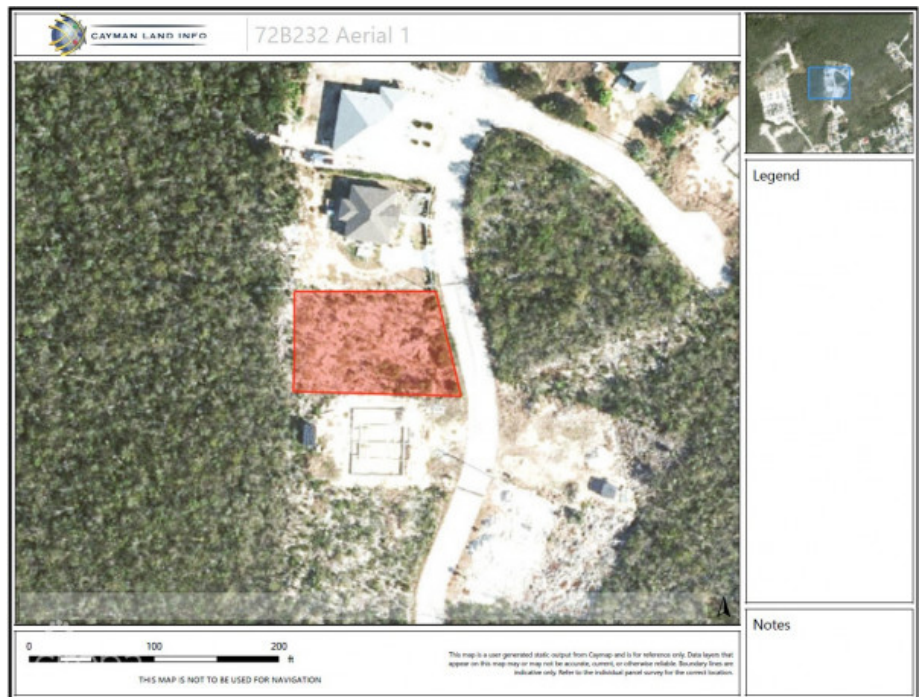 CAYMAN LAND INFO
72B232 Aerial 1
Legend
0 100 200
ft
THIS MAP IS NOT TO BE USED FOR NAVIGATION
This map is a user generated static output from Caymap and is for reference only. Data layers that
appear on this map may or may not be accurate, current, or otherwise reliable. Boundary lines are
indicative only. Refer to the individual parcel survey for the correct location.
Notes